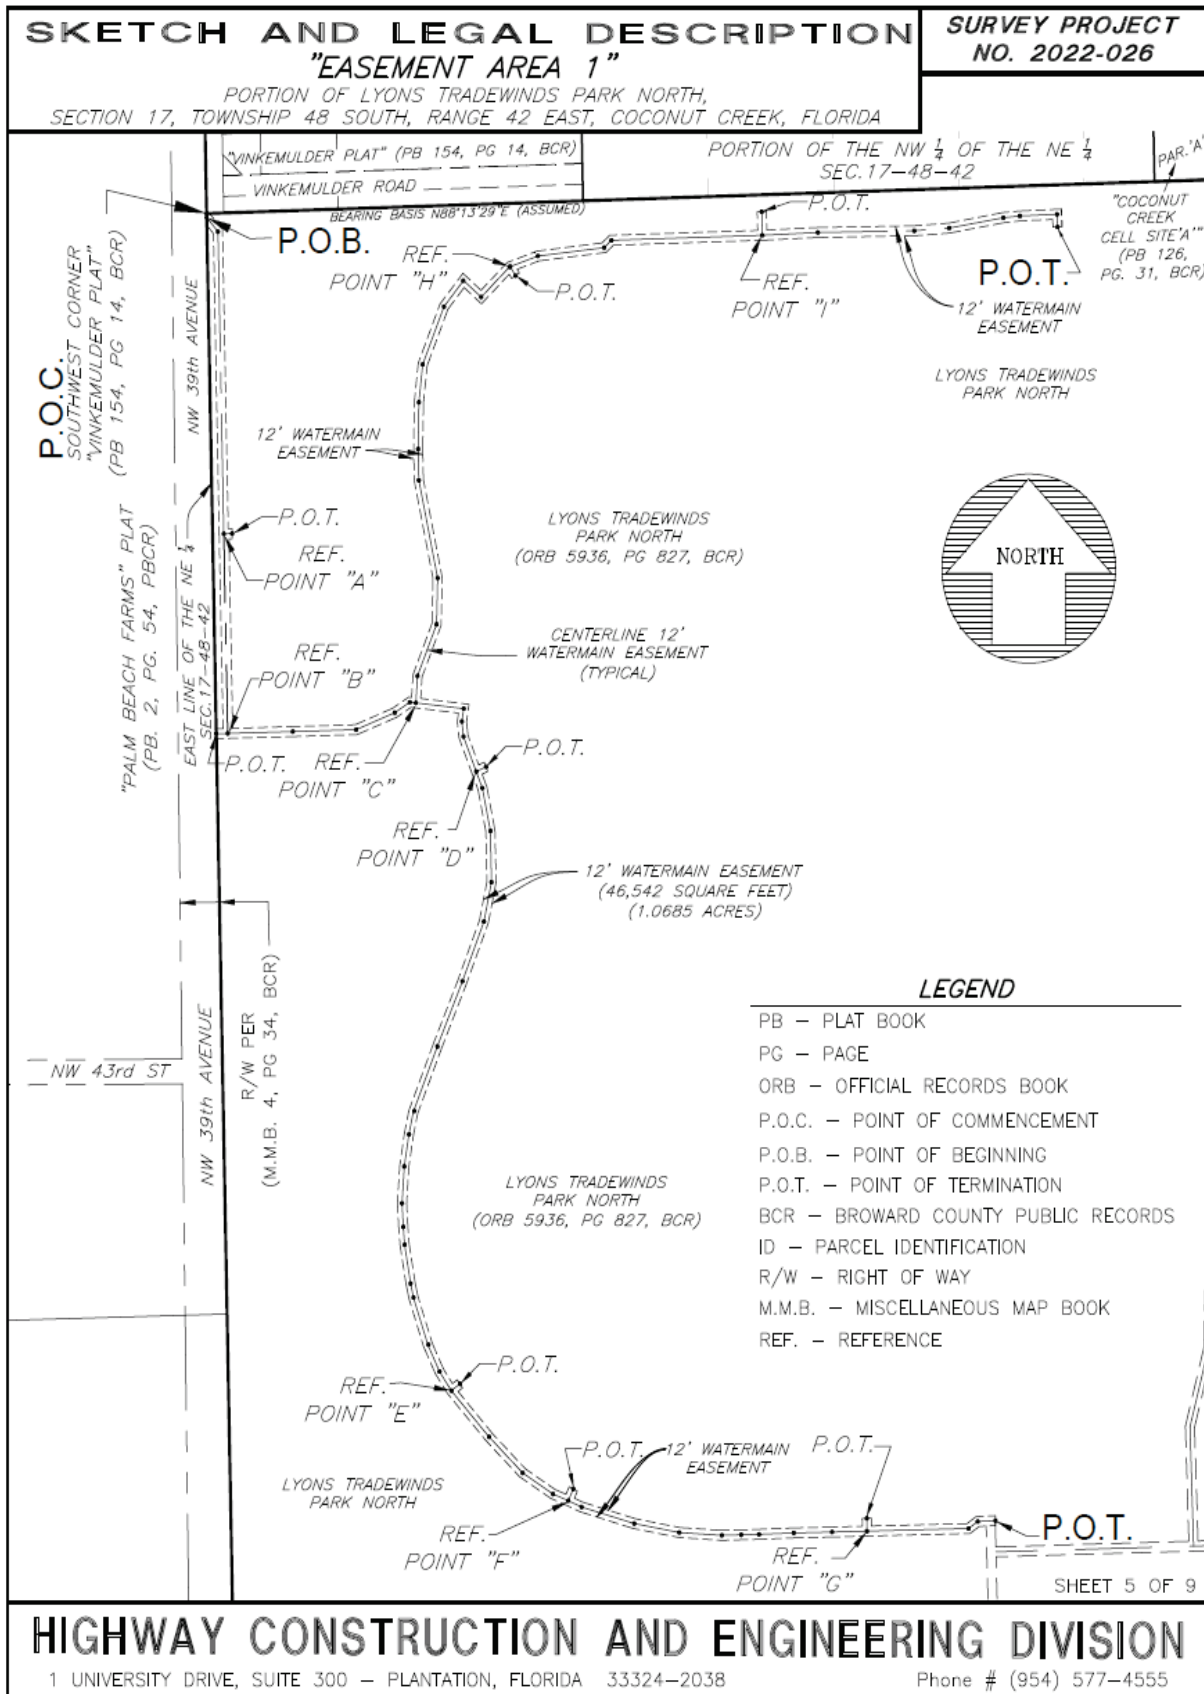 SKETCH AND LEGAL DESCRIPTION
"EASEMENT AREA 1"
PORTION OF LYONS TRADEWINDS PARK NORTH,
SECTION 17, TOWNSHIP 48 SOUTH, RANGE 42 EAST, COCONUT CREEK, FLORIDA
SURVEY PROJECT
NO. 2022-026
"VINKEMULDER PLAT" (PB 154, PG 14, BCR)
VINKEMULDER ROAD
BEARING BASIS N88°13'29"E (ASSUMED)
PORTION OF THE NW 1/4 OF THE NE 1/4
SEC.17-48-42
PAR.'A'
"COCONUT
CREEK
CELL SITE'A'"
(PB 126,
PG. 31, BCR)
P.O.C.
SOUTHWEST CORNER
"VINKEMULDER PLAT"
(PB 154, PG 14, BCR)
P.O.B.
REF.
POINT "H"
P.O.T.
P.O.T.
REF.
POINT "I"
P.O.T.
12' WATERMAIN
EASEMENT
LYONS TRADEWINDS
PARK NORTH
NW 39th AVENUE
12' WATERMAIN
EASEMENT
P.O.T.
REF.
POINT "A"
LYONS TRADEWINDS
PARK NORTH
(ORB 5936, PG 827, BCR)
NORTH
"PALM BEACH FARMS" PLAT
(PB. 2, PG. 54, PBCR)
EAST LINE OF THE NE 1/4
SEC.17-48-42
CENTERLINE 12'
WATERMAIN EASEMENT
(TYPICAL)
REF.
POINT "B"
P.O.T.
REF.
POINT "C"
P.O.T.
REF.
POINT "D"
12' WATERMAIN EASEMENT
(46,542 SQUARE FEET)
(1.0685 ACRES)
R/W PER
(M.M.B. 4, PG 34, BCR)
NW 39th AVENUE
NW 43rd ST
LEGEND
PB – PLAT BOOK
PG – PAGE
ORB – OFFICIAL RECORDS BOOK
P.O.C. – POINT OF COMMENCEMENT
P.O.B. – POINT OF BEGINNING
P.O.T. – POINT OF TERMINATION
BCR – BROWARD COUNTY PUBLIC RECORDS
ID – PARCEL IDENTIFICATION
R/W – RIGHT OF WAY
M.M.B. – MISCELLANEOUS MAP BOOK
REF. – REFERENCE
LYONS TRADEWINDS
PARK NORTH
(ORB 5936, PG 827, BCR)
P.O.T.
REF.
POINT "E"
P.O.T.
12' WATERMAIN
EASEMENT
P.O.T.
LYONS TRADEWINDS
PARK NORTH
REF.
POINT "F"
P.O.T.
REF.
POINT "G"
SHEET 5 OF 9
HIGHWAY CONSTRUCTION AND ENGINEERING DIVISION
1 UNIVERSITY DRIVE, SUITE 300 – PLANTATION, FLORIDA 33324–2038
Phone # (954) 577–4555